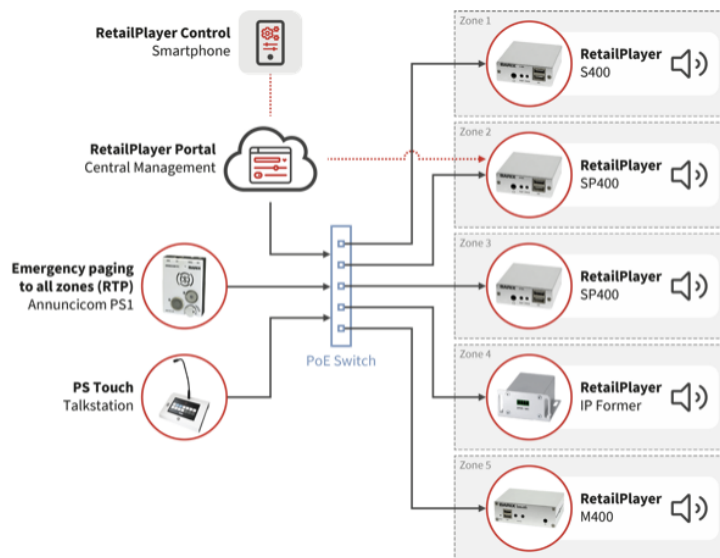 RetailPlayer Control
Smartphone
RetailPlayer Portal
Central Management
Emergency paging
to all zones (RTP)
Annuncicom PS1
PS Touch
Talkstation
PoE Switch
Zone 1
RetailPlayer
S400
Zone 2
RetailPlayer
SP400
Zone 3
RetailPlayer
SP400
Zone 4
RetailPlayer
IP Former
Zone 5
RetailPlayer
M400